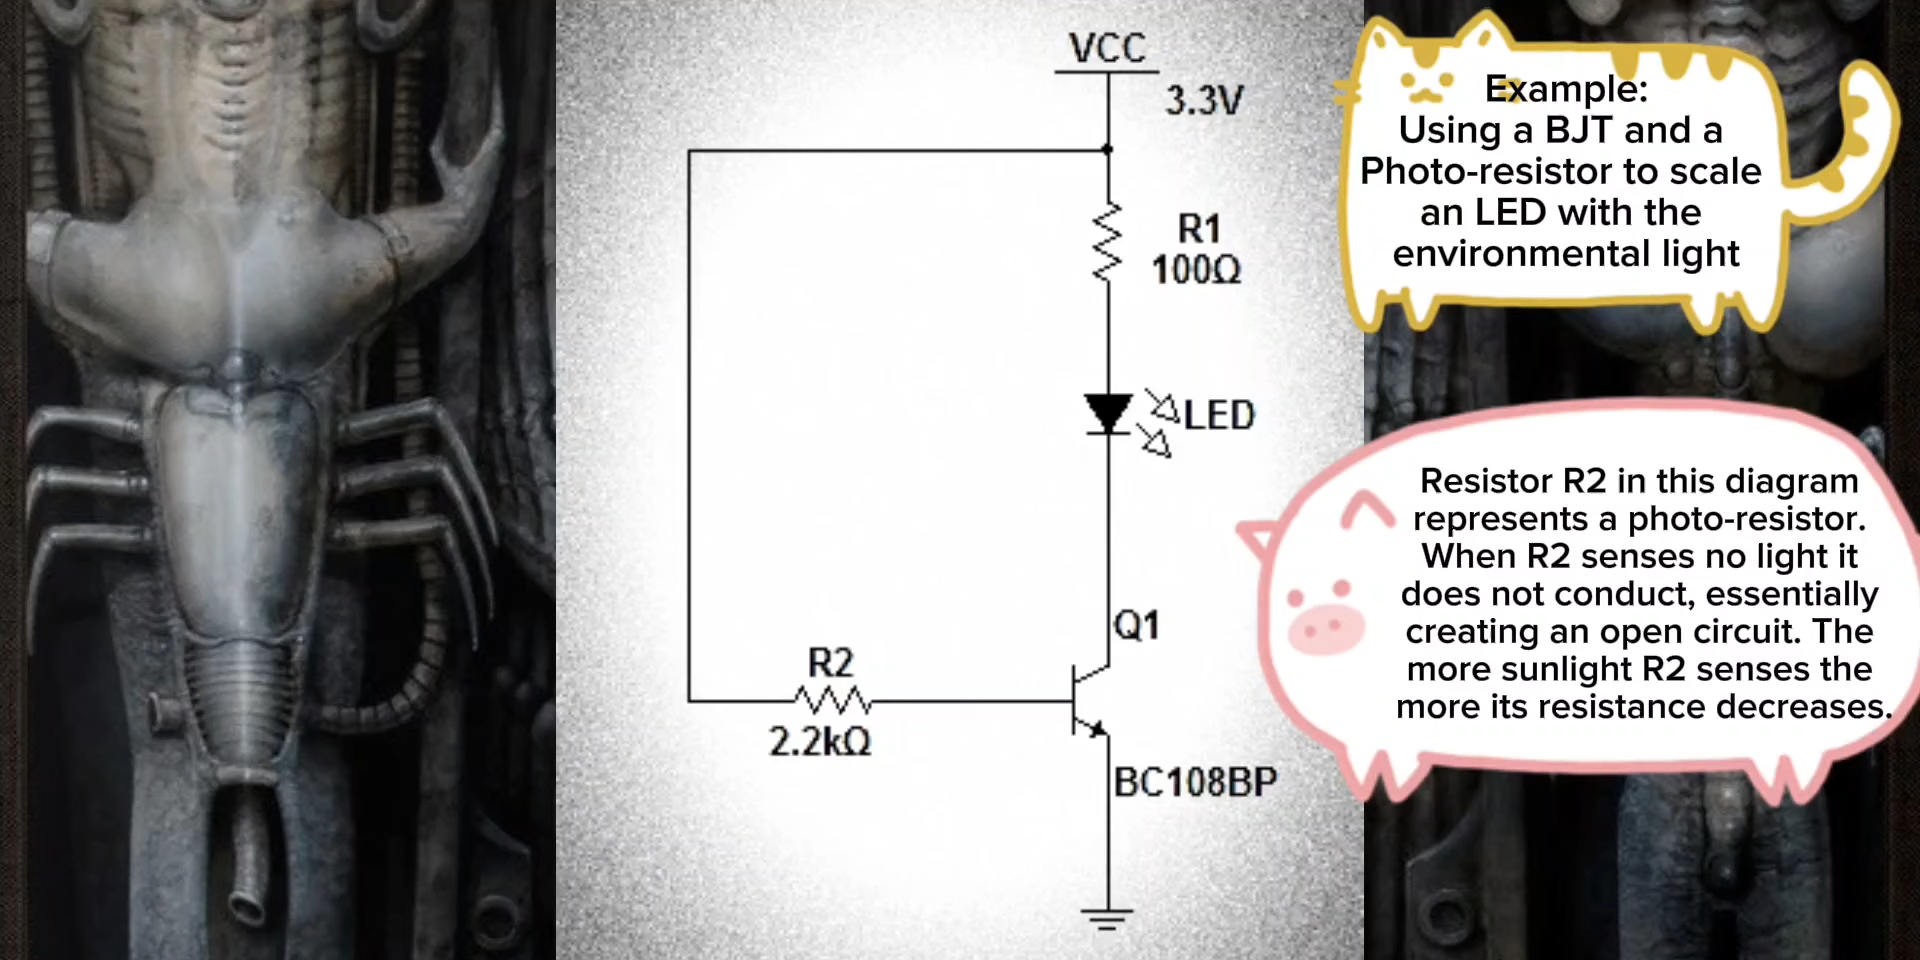 VCC
3.3V
R1
100Ω
LED
Q1
R2
2.2kΩ
BC108BP
Example:
Using a BJT and a
Photo-resistor to scale
an LED with the
environmental light
Resistor R2 in this diagram
represents a photo-resistor.
When R2 senses no light it
does not conduct, essentially
creating an open circuit. The
more sunlight R2 senses the
more its resistance decreases.